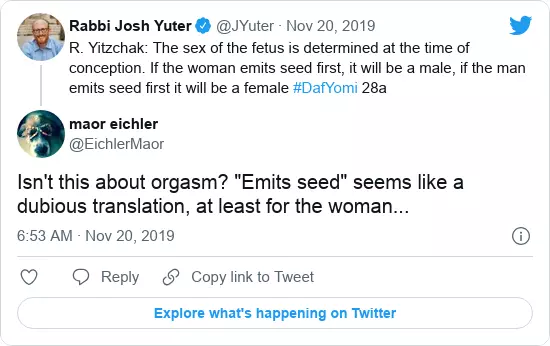 Rabbi Josh Yuter @JYuter · Nov 20, 2019
R. Yitzchak: The sex of the fetus is determined at the time of
conception. If the woman emits seed first, it will be a male, if the man
emits seed first it will be a female #DafYomi 28a
maor eichler
@EichlerMaor
Isn't this about orgasm? "Emits seed" seems like a
dubious translation, at least for the woman...
6:53 AM · Nov 20, 2019
Reply Copy link to Tweet
Explore what's happening on Twitter